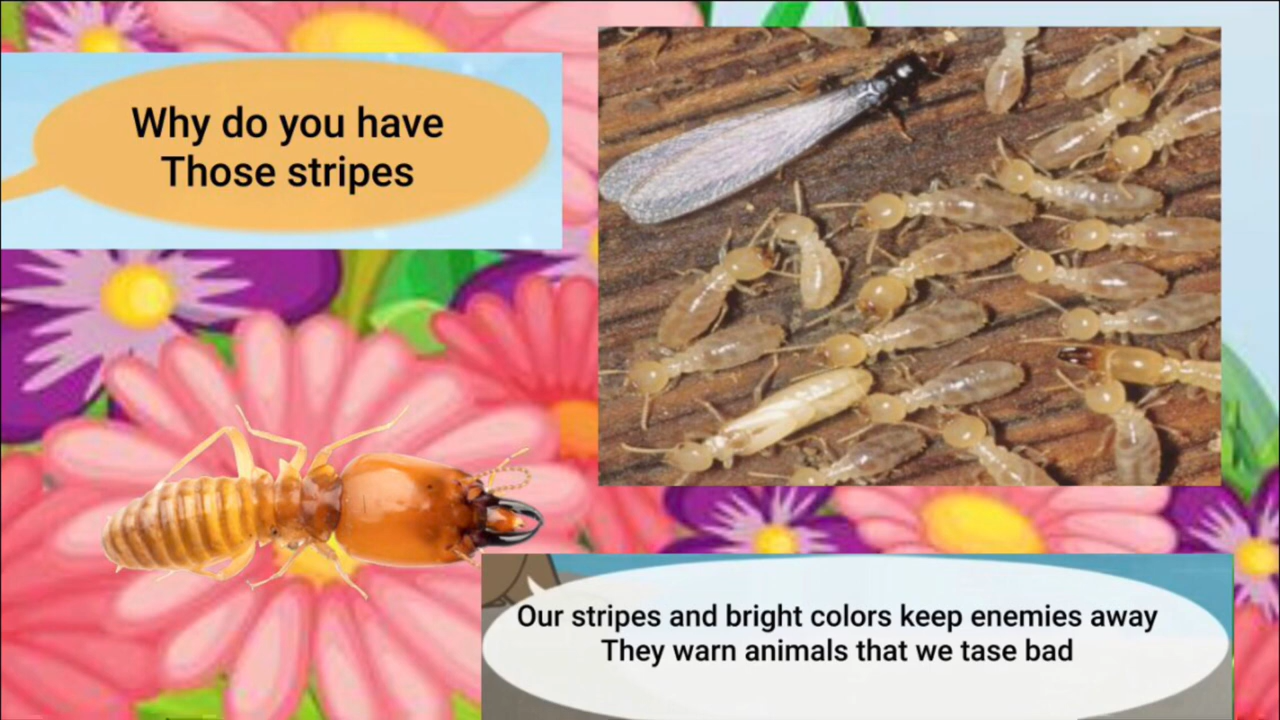 Why do you have
Those stripes
Our stripes and bright colors keep enemies away
They warn animals that we tase bad